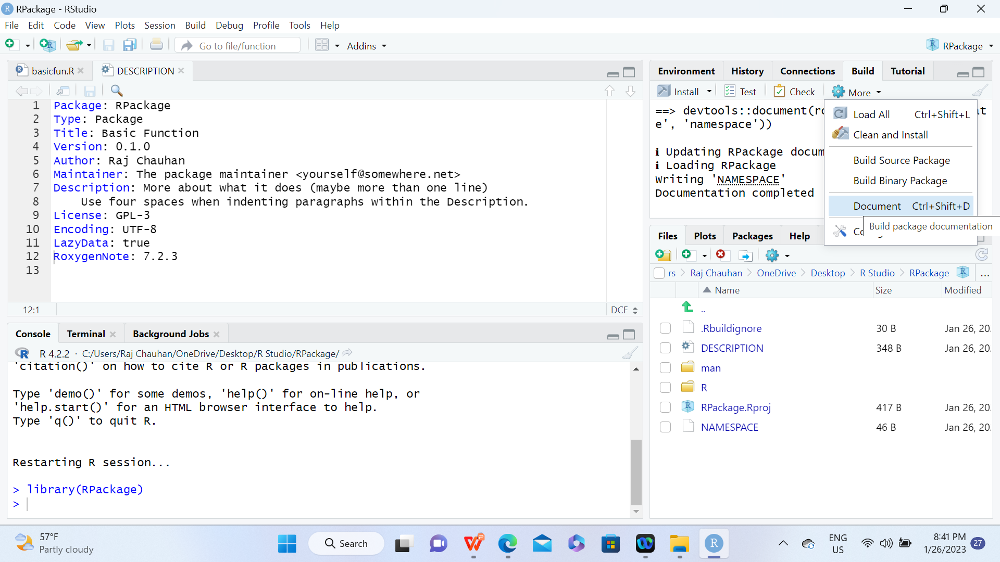 RPackage - RStudio
File Edit Code View Plots Session Build Debug Profile Tools Help
Go to file/function Addins RPackage
basicfun.R DESCRIPTION
1 Package: RPackage
2 Type: Package
3 Title: Basic Function
4 Version: 0.1.0
5 Author: Raj Chauhan
6 Maintainer: The package maintainer <yourself@somewhere.net>
7 Description: More about what it does (maybe more than one line)
8 Use four spaces when indenting paragraphs within the Description.
9 License: GPL-3
10 Encoding: UTF-8
11 LazyData: true
12 RoxygenNote: 7.2.3
13
12:1 DCF
Console Terminal Background Jobs
R 4.2.2 · C:/Users/Raj Chauhan/OneDrive/Desktop/R Studio/RPackage/
'citation()' on how to cite R or R packages in publications.
Type 'demo()' for some demos, 'help()' for on-line help, or
'help.start()' for an HTML browser interface to help.
Type 'q()' to quit R.
Restarting R session...
> library(RPackage)
>
Environment History Connections Build Tutorial
Install Test Check More
==> devtools::document(
e', 'namespace'))
i Updating RPackage docum
i Loading RPackage
Writing 'NAMESPACE'
Documentation completed
Load All Ctrl+Shift+L
Clean and Install
Build Source Package
Build Binary Package
Document Ctrl+Shift+D
Build package documentation
Files Plots Packages Help
rs Raj Chauhan OneDrive Desktop R Studio RPackage ...
Name Size Modified
..
.Rbuildignore 30 B Jan 26, 20
DESCRIPTION 348 B Jan 26, 20
man
R
RPackage.Rproj 417 B Jan 26, 20
NAMESPACE 46 B Jan 26, 20
57°F
Partly cloudy
Search
ENG
US
8:41 PM
1/26/2023
27